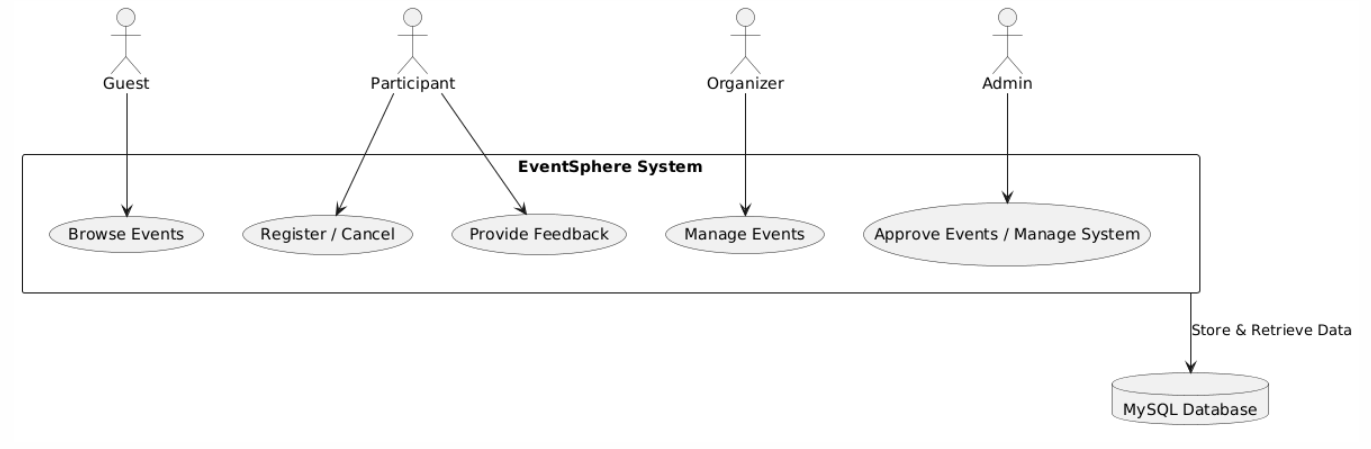 Guest
Participant
Organizer
Admin
EventSphere System
Browse Events
Register / Cancel
Provide Feedback
Manage Events
Approve Events / Manage System
Store & Retrieve Data
MySQL Database